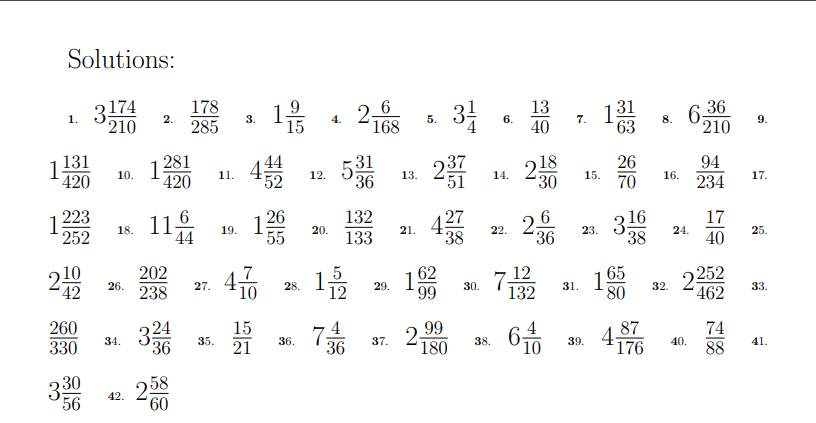 Solutions:
1. 3 174/210 2. 178/285 3. 1 9/15 4. 2 6/168 5. 3 1/4 6. 13/40 7. 1 31/63 8. 6 36/210 9.
1 131/420 10. 1 281/420 11. 4 44/52 12. 5 31/36 13. 2 37/51 14. 2 18/30 15. 26/70 16. 94/234 17.
1 223/252 18. 11 6/44 19. 1 26/55 20. 132/133 21. 4 27/38 22. 2 6/36 23. 3 16/38 24. 17/40 25.
2 10/42 26. 202/238 27. 4 7/10 28. 1 5/12 29. 1 62/99 30. 7 12/132 31. 1 65/80 32. 2 252/462 33.
260/330 34. 3 24/36 35. 15/21 36. 7 4/36 37. 2 99/180 38. 6 4/10 39. 4 87/176 40. 74/88 41.
3 30/56 42. 2 58/60